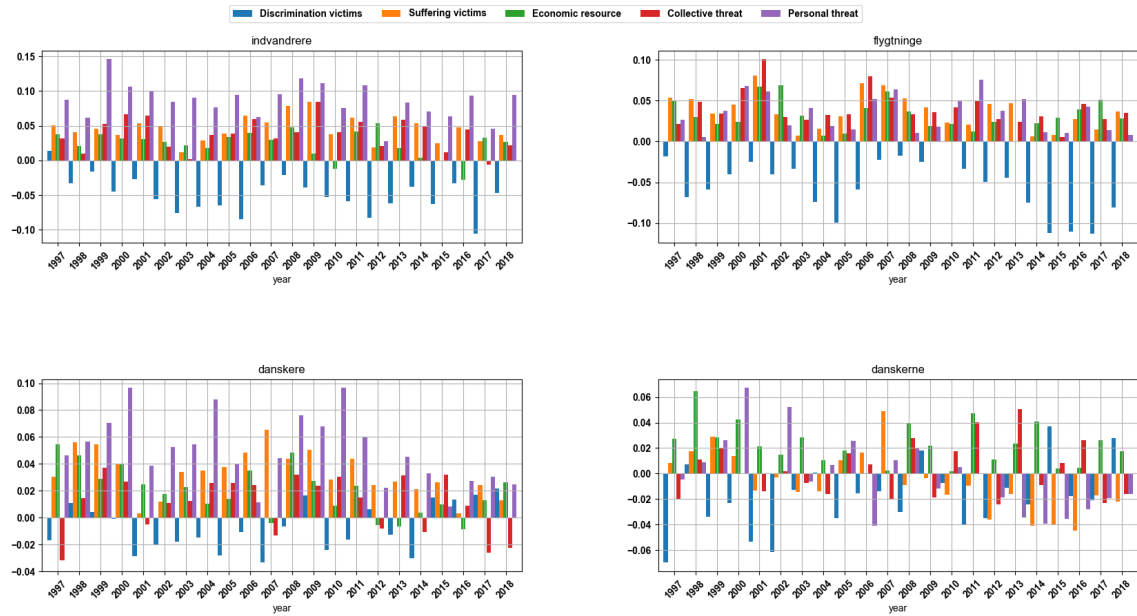 Discrimination victims Suffering victims Economic resource Collective threat Personal threat
indvandrere
0.15
0.10
0.05
0.00
−0.05
−0.10
1997 1998 1999 2000 2001 2002 2003 2004 2005 2006 2007 2008 2009 2010 2011 2012 2013 2014 2015 2016 2017 2018
year
flygtninge
0.10
0.05
0.00
−0.05
−0.10
1997 1998 1999 2000 2001 2002 2003 2004 2005 2006 2007 2008 2009 2010 2011 2012 2013 2014 2015 2016 2017 2018
year
danskere
0.10
0.08
0.06
0.04
0.02
0.00
−0.02
−0.04
1997 1998 1999 2000 2001 2002 2003 2004 2005 2006 2007 2008 2009 2010 2011 2012 2013 2014 2015 2016 2017 2018
year
danskerne
0.06
0.04
0.02
0.00
−0.02
−0.04
−0.06
1997 1998 1999 2000 2001 2002 2003 2004 2005 2006 2007 2008 2009 2010 2011 2012 2013 2014 2015 2016 2017 2018
year